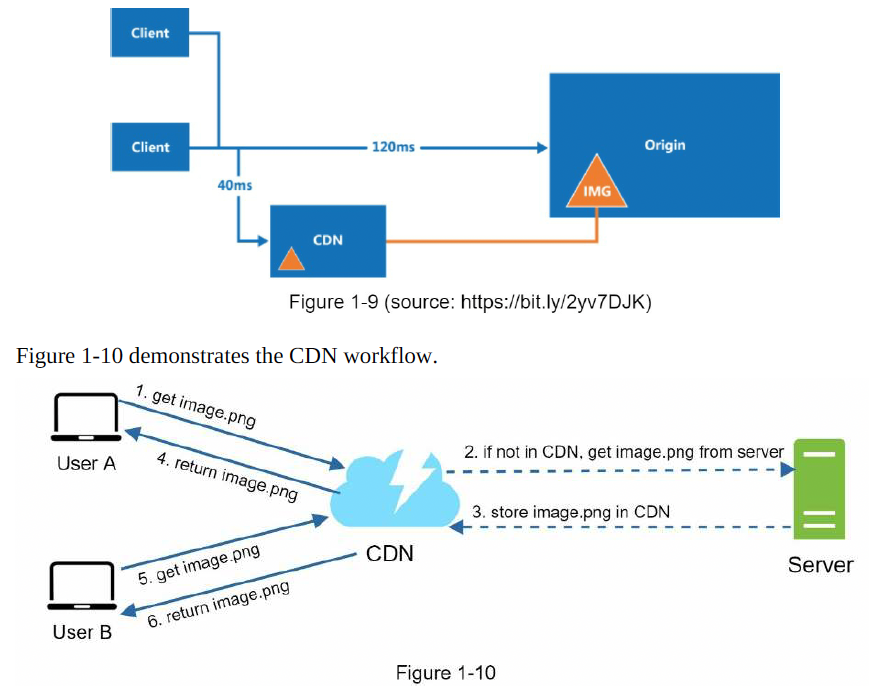 Client
Client
120ms
Origin
40ms
IMG
CDN
Figure 1-9 (source: https://bit.ly/2yv7DJK)
Figure 1-10 demonstrates the CDN workflow.
1. get image.png
2. if not in CDN, get image.png from server
User A
4. return image.png
3. store image.png in CDN
CDN
5. get image.png
Server
6. return image.png
User B
Figure 1-10